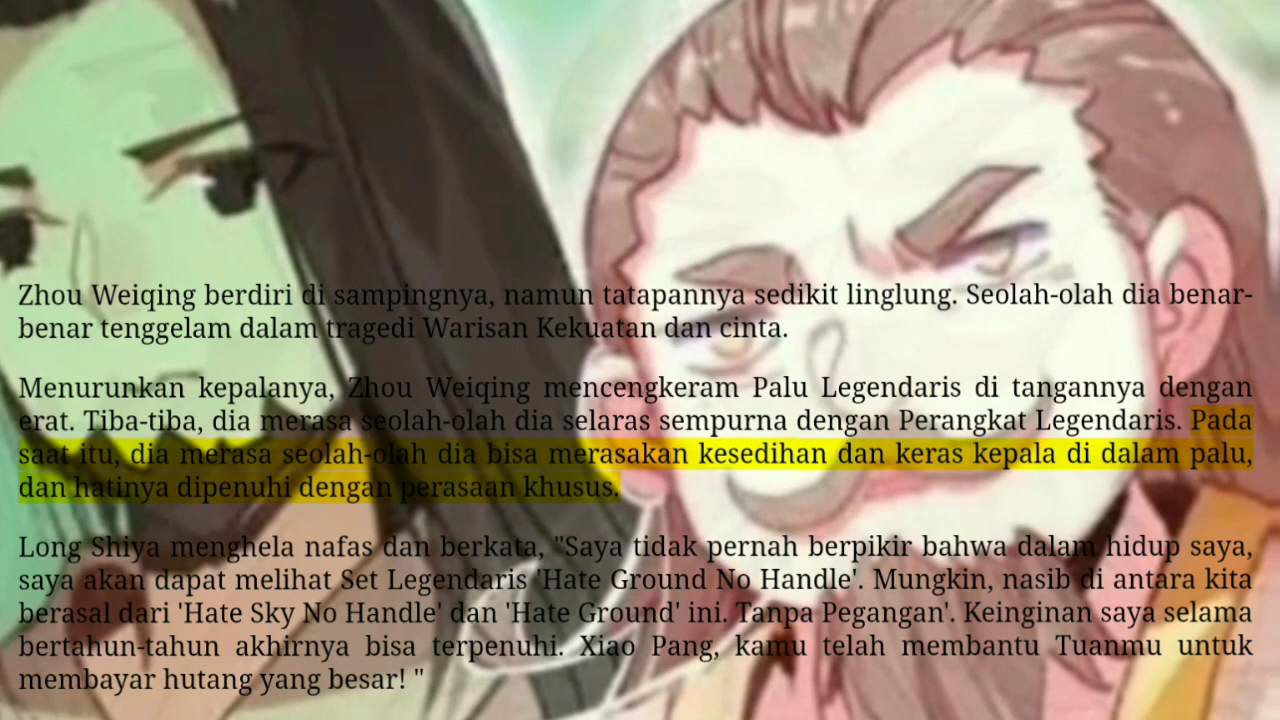 Zhou Weiqing berdiri di sampingnya, namun tatapannya sedikit linglung. Seolah-olah dia benar-
benar tenggelam dalam tragedi Warisan Kekuatan dan cinta.
Menurunkan kepalanya, Zhou Weiqing mencengkeram Palu Legendaris di tangannya dengan
erat. Tiba-tiba, dia merasa seolah-olah dia selaras sempurna dengan Perangkat Legendaris. Pada
saat itu, dia merasa seolah-olah dia bisa merasakan kesedihan dan keras kepala di dalam palu,
dan hatinya dipenuhi dengan perasaan khusus.
Long Shiya menghela nafas dan berkata, "Saya tidak pernah berpikir bahwa dalam hidup saya,
saya akan dapat melihat Set Legendaris 'Hate Ground No Handle'. Mungkin, nasib di antara kita
berasal dari 'Hate Sky No Handle' dan 'Hate Ground' ini. Tanpa Pegangan'. Keinginan saya selama
bertahun-tahun akhirnya bisa terpenuhi. Xiao Pang, kamu telah membantu Tuanmu untuk
membayar hutang yang besar! "